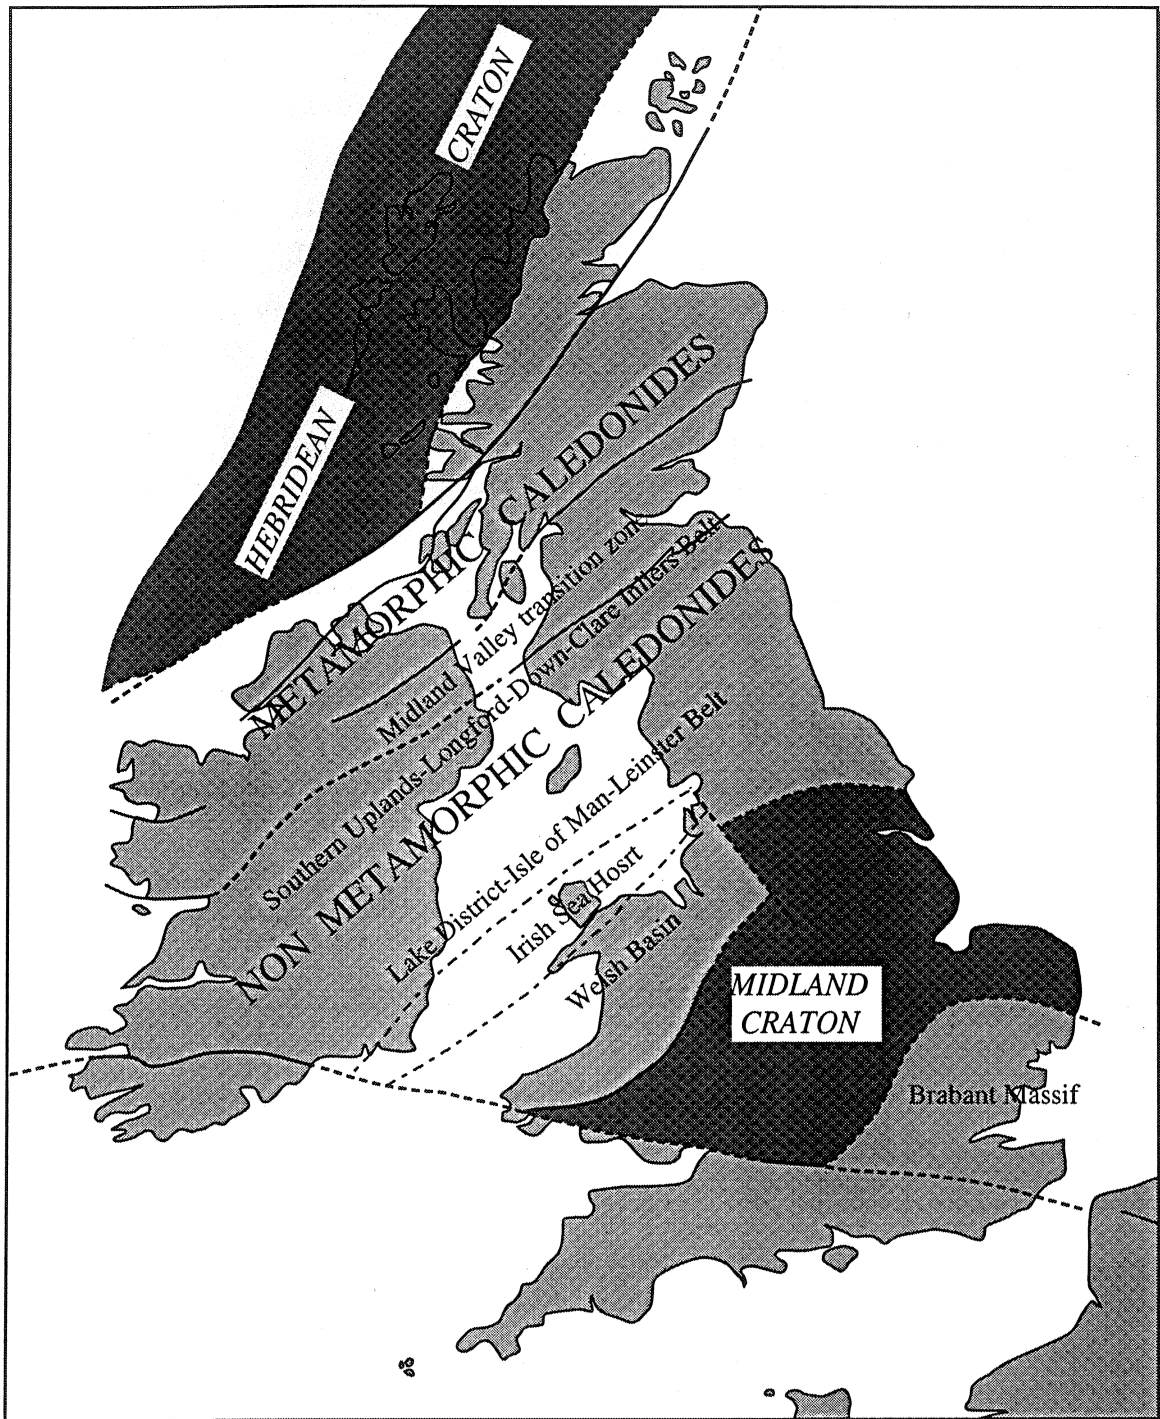 CRATON
HEBRIDEAN
METAMORPHIC CALEDONIDES
Midland Valley transition zone
Southern Uplands-Longford-Down-Clare Inliers Belt
NON METAMORPHIC CALEDONIDES
Lake District-Isle of Man-Leinster Belt
Irish Sea Hosrt
Welsh Basin
MIDLAND
CRATON
Brabant Massif